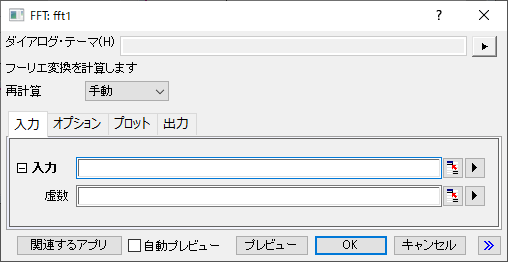 FFT: fft1
ダイアログ・テーマ(H)
フーリエ変換を計算します
再計算 手動
入力 オプション プロット 出力
入力
虚数
関連するアプリ 自動プレビュー プレビュー OK キャンセル